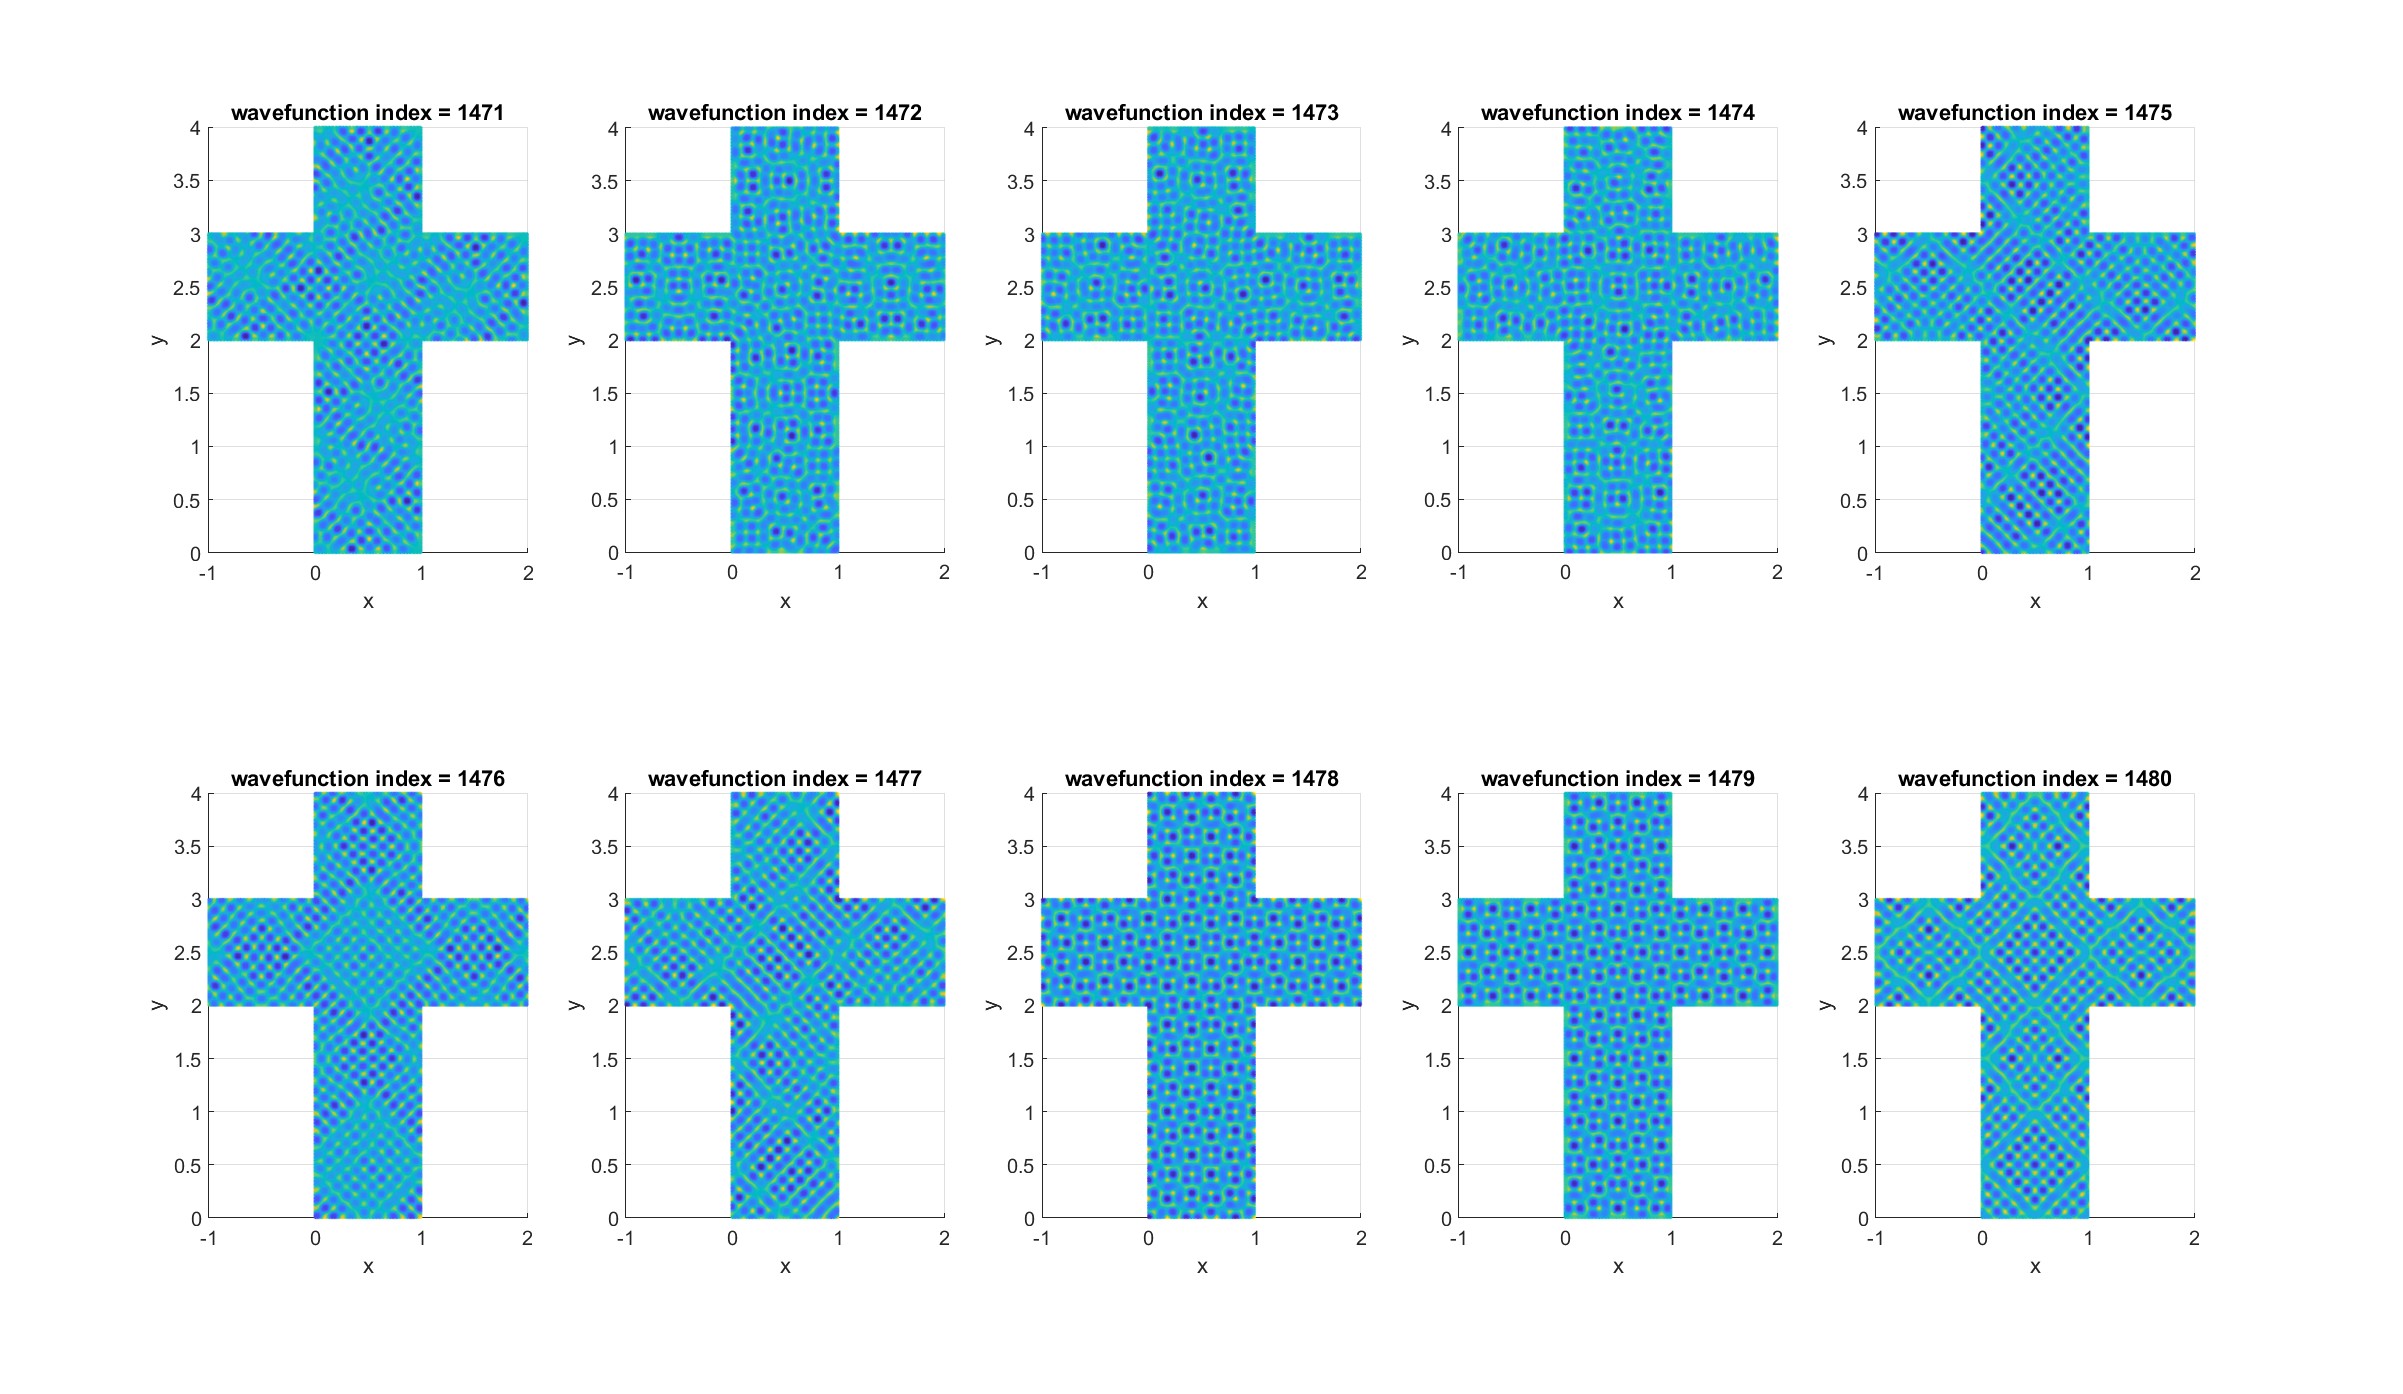 wavefunction index = 1471 wavefunction index = 1472 wavefunction index = 1473 wavefunction index = 1474 wavefunction index = 1475
4 4 4 4 4
3.5 3.5 3.5 3.5 3.5
3 3 3 3 3
2.5 2.5 2.5 2.5 2.5
y 2 y 2 y 2 y 2 y 2
1.5 1.5 1.5 1.5 1.5
1 1 1 1 1
0.5 0.5 0.5 0.5 0.5
0 0 0 0 0
-1 0 1 2 -1 0 1 2 -1 0 1 2 -1 0 1 2 -1 0 1 2
x x x x x
wavefunction index = 1476 wavefunction index = 1477 wavefunction index = 1478 wavefunction index = 1479 wavefunction index = 1480
4 4 4 4 4
3.5 3.5 3.5 3.5 3.5
3 3 3 3 3
2.5 2.5 2.5 2.5 2.5
y 2 y 2 y 2 y 2 y 2
1.5 1.5 1.5 1.5 1.5
1 1 1 1 1
0.5 0.5 0.5 0.5 0.5
0 0 0 0 0
-1 0 1 2 -1 0 1 2 -1 0 1 2 -1 0 1 2 -1 0 1 2
x x x x x